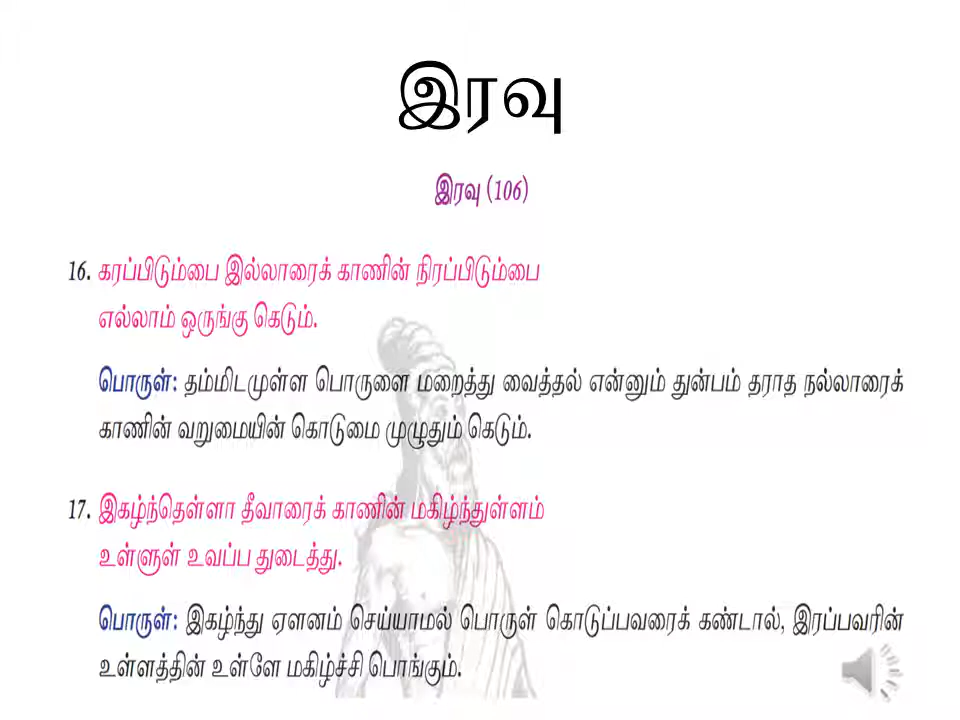 இரவு
இரவு (106)
16. கரப்பிடும்பை இல்லாரைக் காணின் நிரப்பிடும்பை
எல்லாம் ஒருங்கு கெடும்.
பொருள்: தம்மிடமுள்ள பொருளை மறைத்து வைத்தல் என்னும் துன்பம் தராத நல்லாரைக்
காணின் வறுமையின் கொடுமை முழுதும் கெடும்.
17. இகழ்ந்தெள்ளா தீவாரைக் காணின் மகிழ்ந்துள்ளம்
உள்ளுள் உவப்ப துடைத்து.
பொருள்: இகழ்ந்து ஏளனம் செய்யாமல் பொருள் கொடுப்பவரைக் கண்டால், இரப்பவரின்
உள்ளத்தின் உள்ளே மகிழ்ச்சி பொங்கும்.